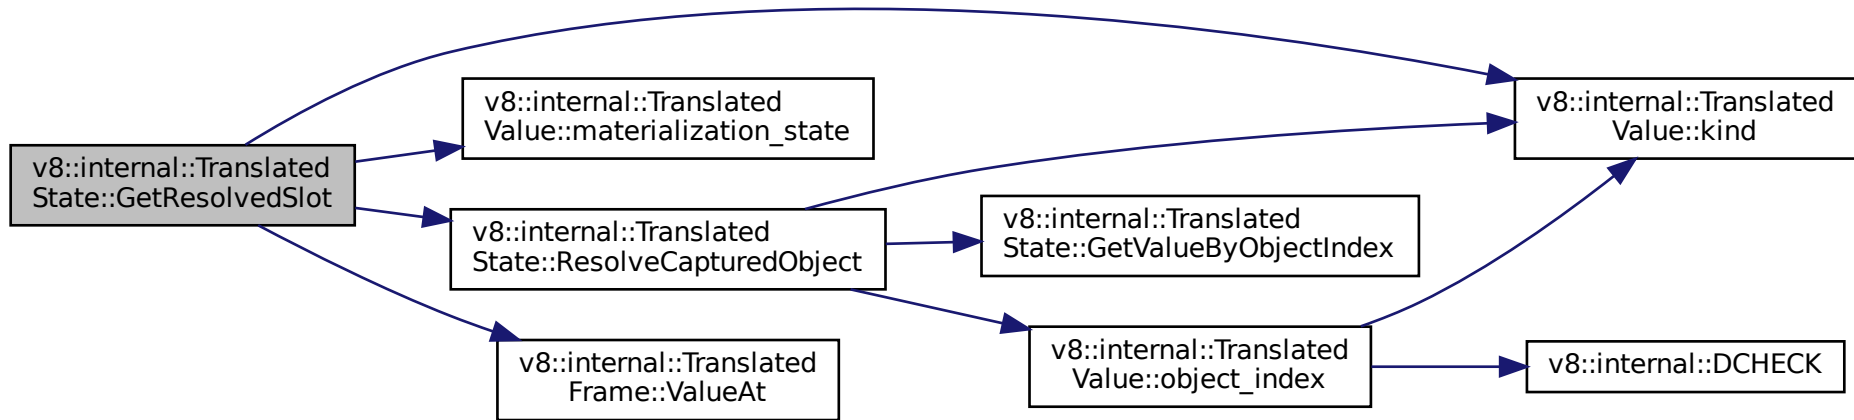 v8::internal::Translated
State::GetResolvedSlot
v8::internal::Translated
Value::materialization_state
v8::internal::Translated
State::ResolveCapturedObject
v8::internal::Translated
Frame::ValueAt
v8::internal::Translated
State::GetValueByObjectIndex
v8::internal::Translated
Value::object_index
v8::internal::Translated
Value::kind
v8::internal::DCHECK